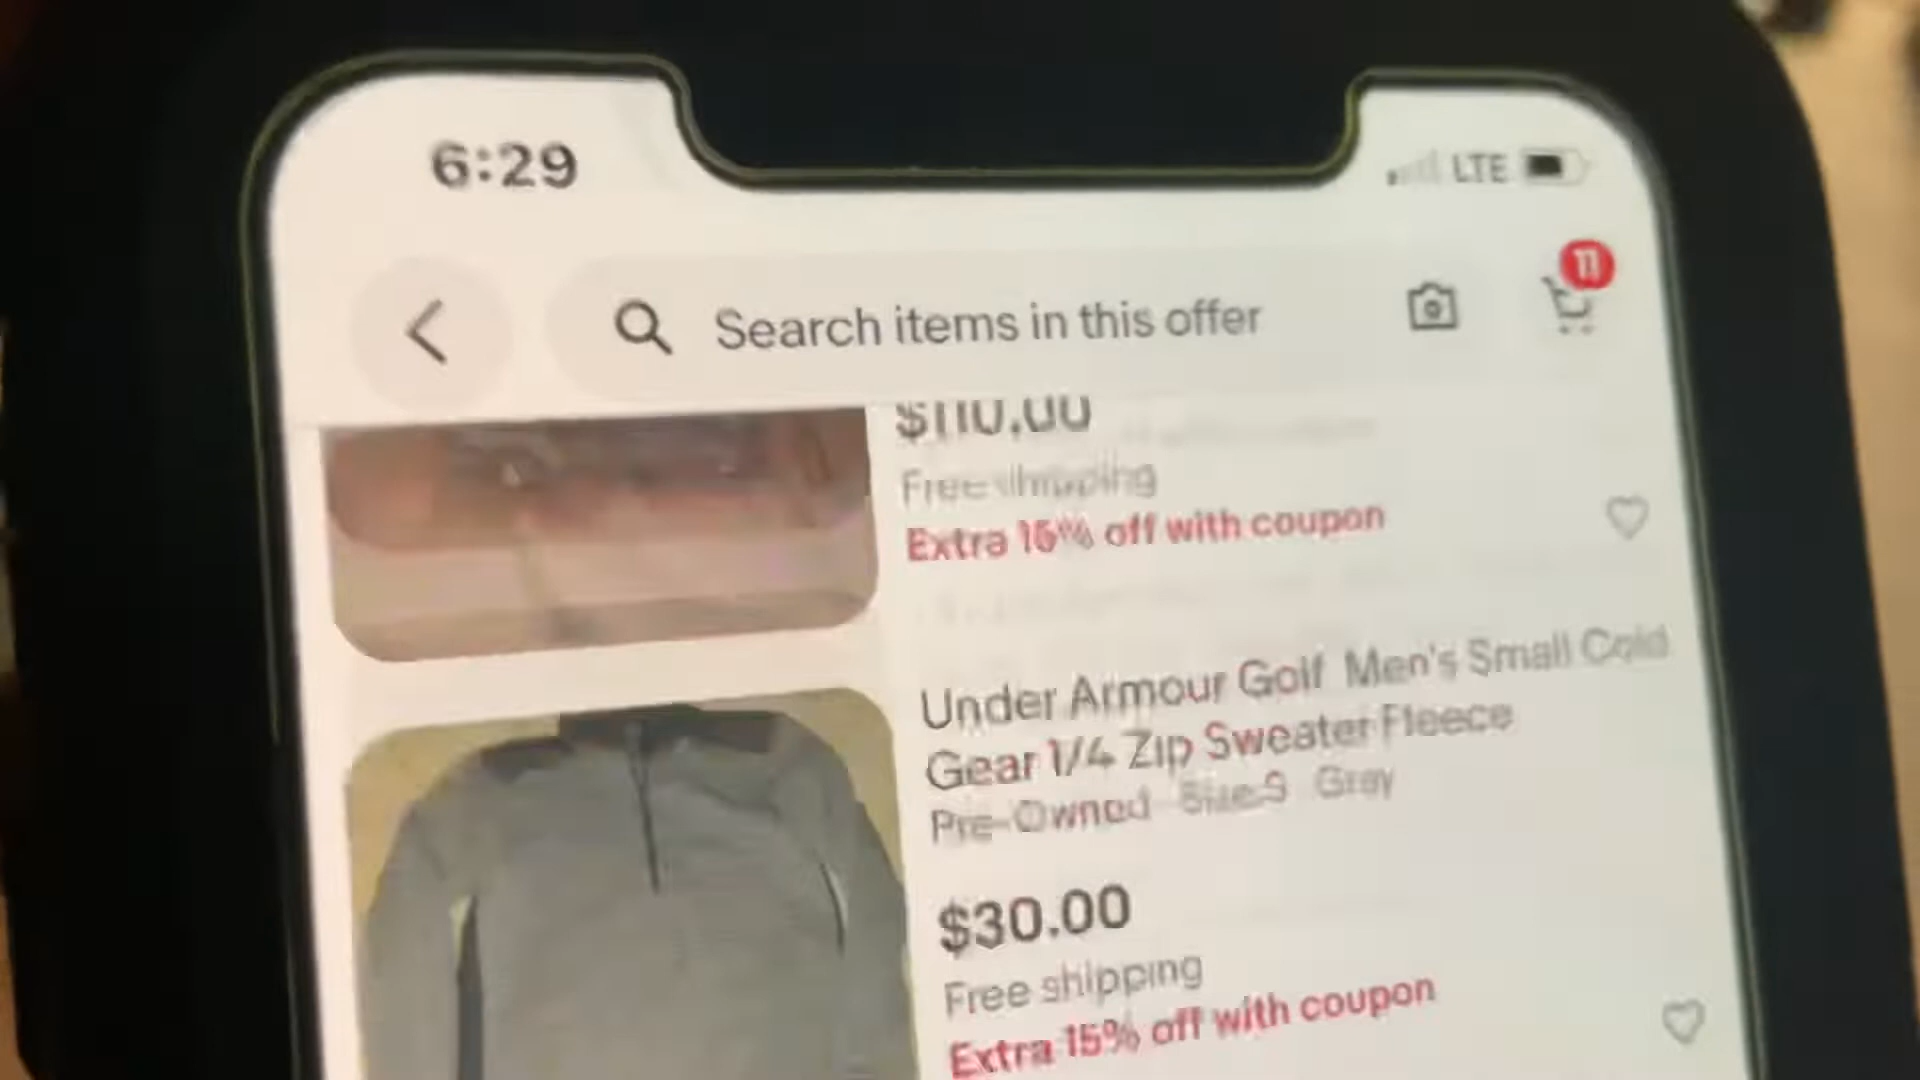 6:29
LTE
11
Search items in this offer
$110.00
Free shipping
Extra 15% off with coupon
Under Armour Golf Men's Small Cold
Gear 1/4 Zip Sweater Fleece
Pre-Owned Size S Gray
$30.00
Free shipping
Extra 15% off with coupon